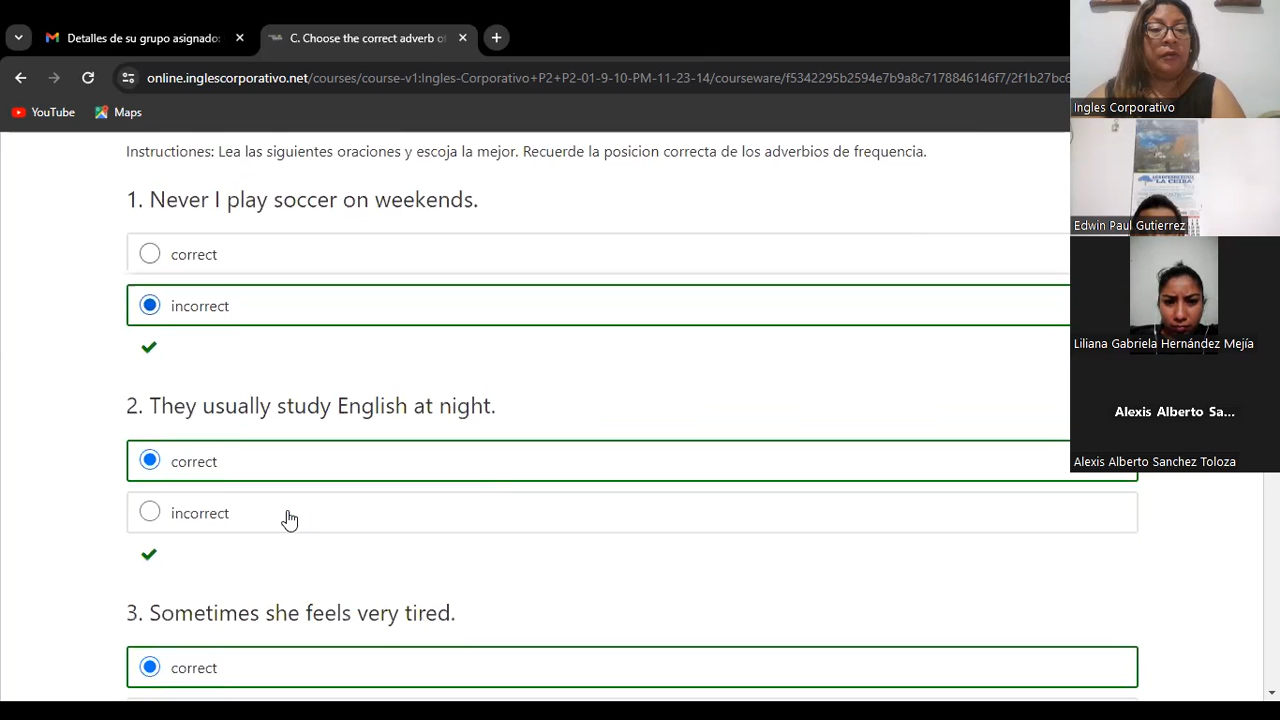 Detalles de su grupo asignado:
C. Choose the correct adverb o
online.inglescorporativo.net/courses/course-v1:Ingles-Corporativo+P2+P2-01-9-10-PM-11-23-14/courseware/f5342295b2594e7b9a8c7178846146f7/2f1b27bc6
YouTube
Maps
Instructiones: Lea las siguientes oraciones y escoja la mejor. Recuerde la posicion correcta de los adverbios de frequencia.
1. Never I play soccer on weekends.
correct
incorrect
2. They usually study English at night.
correct
incorrect
3. Sometimes she feels very tired.
correct
Ingles Corporativo
LA CEIBA
Edwin Paul Gutierrez
Liliana Gabriela Hernández Mejía
Alexis Alberto Sa...
Alexis Alberto Sanchez Toloza